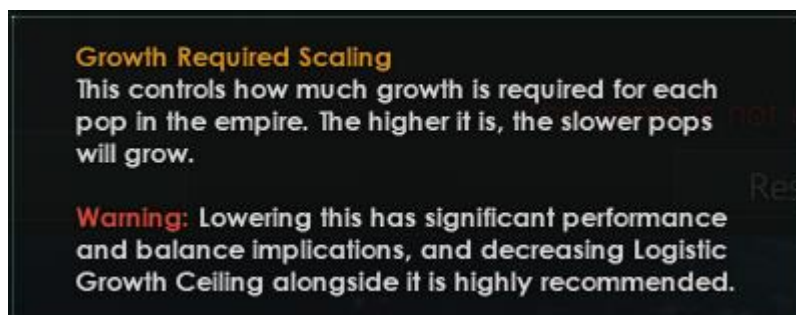 Growth Required Scaling
This controls how much growth is required for each
pop in the empire. The higher it is, the slower pops
will grow.
Warning: Lowering this has significant performance
and balance implications, and decreasing Logistic
Growth Ceiling alongside it is highly recommended.
not
Res